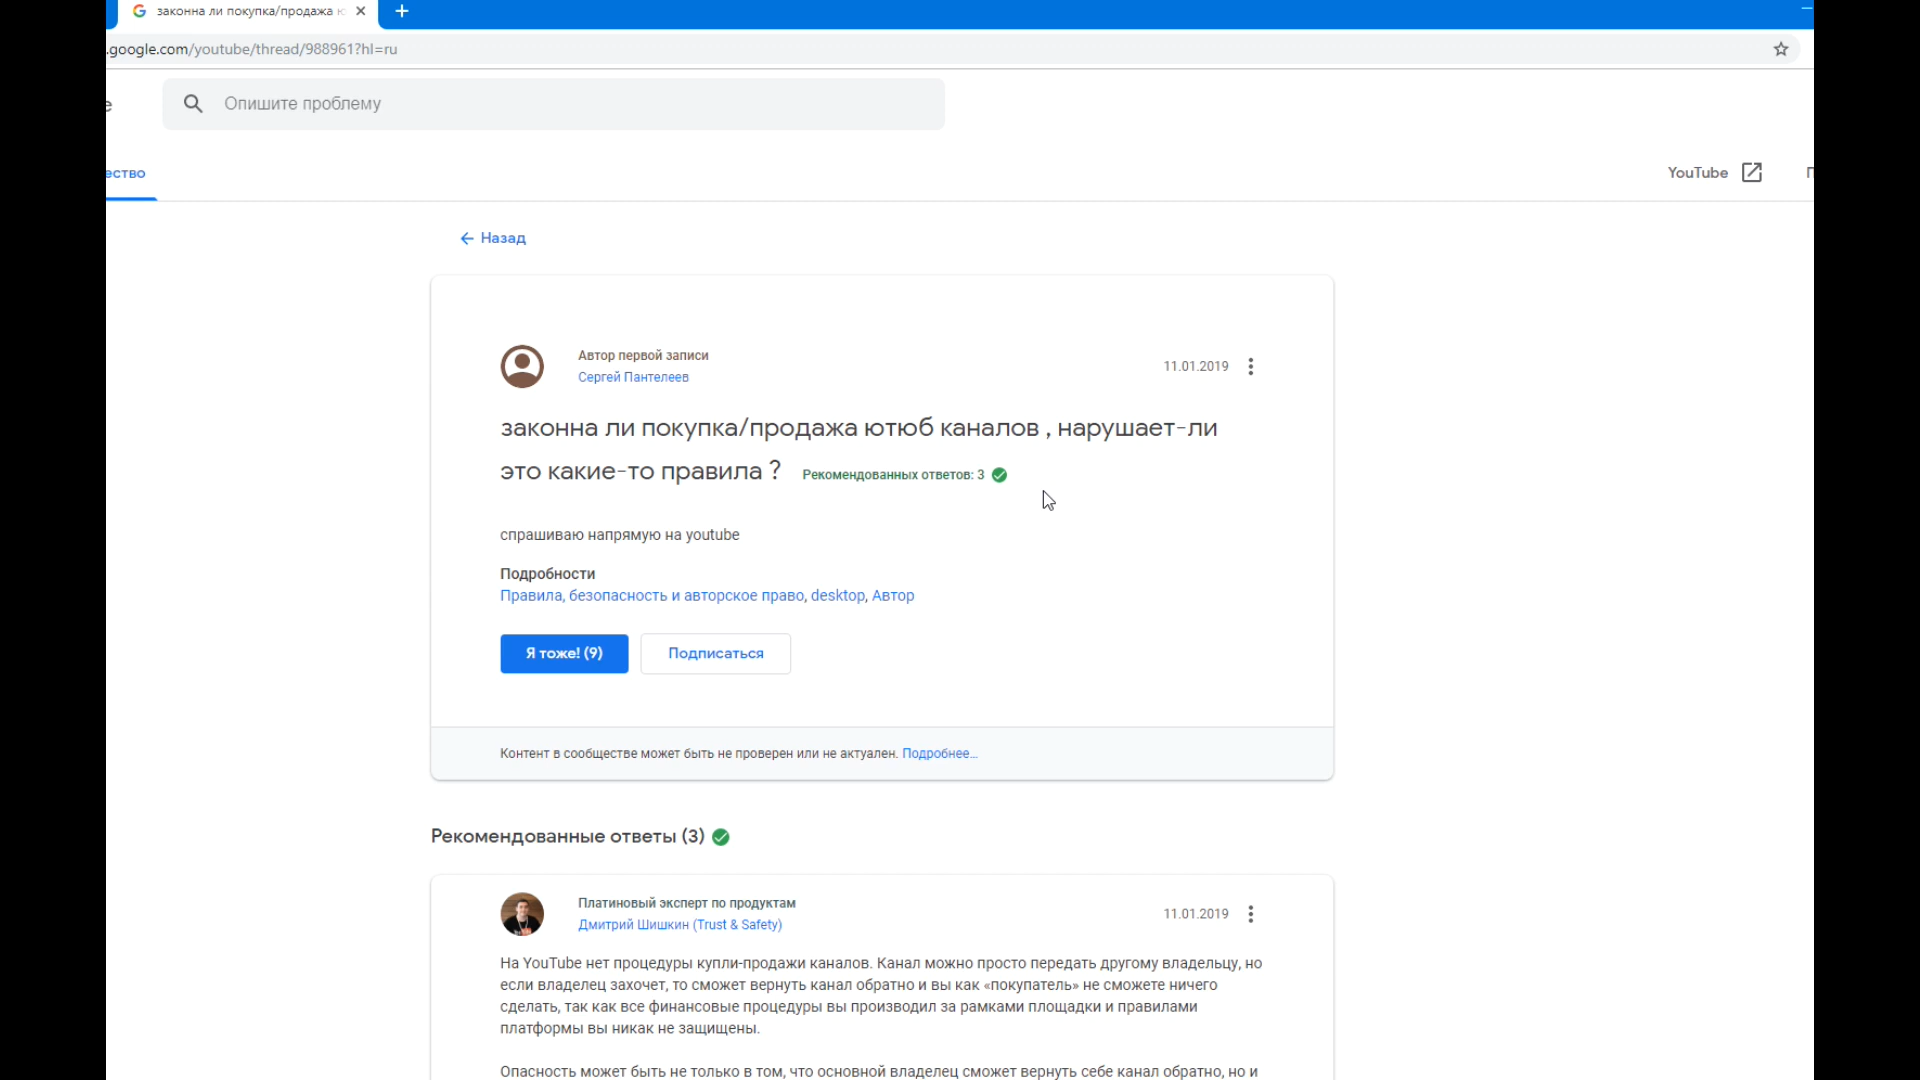 законна ли покупка/продажа ю
.google.com/youtube/thread/988961?hl=ru
е
Опишите проблему
ество
YouTube
П
Назад
Автор первой записи
Сергей Пантелеев
11.01.2019
законна ли покупка/продажа ютюб каналов , нарушает-ли
это какие-то правила ?
Рекомендованных ответов: 3
спрашиваю напрямую на youtube
Подробности
Правила, безопасность и авторское право, desktop, Автор
Я тоже! (9)
Подписаться
Контент в сообществе может быть не проверен или не актуален. Подробнее…
Рекомендованные ответы (3)
Платиновый эксперт по продуктам
Дмитрий Шишкин (Trust & Safety)
11.01.2019
На YouTube нет процедуры купли-продажи каналов. Канал можно просто передать другому владельцу, но
если владелец захочет, то сможет вернуть канал обратно и вы как «покупатель» не сможете ничего
сделать, так как все финансовые процедуры вы производил за рамками площадки и правилами
платформы вы никак не защищены.
Опасность может быть не только в том, что основной владелец сможет вернуть себе канал обратно, но и